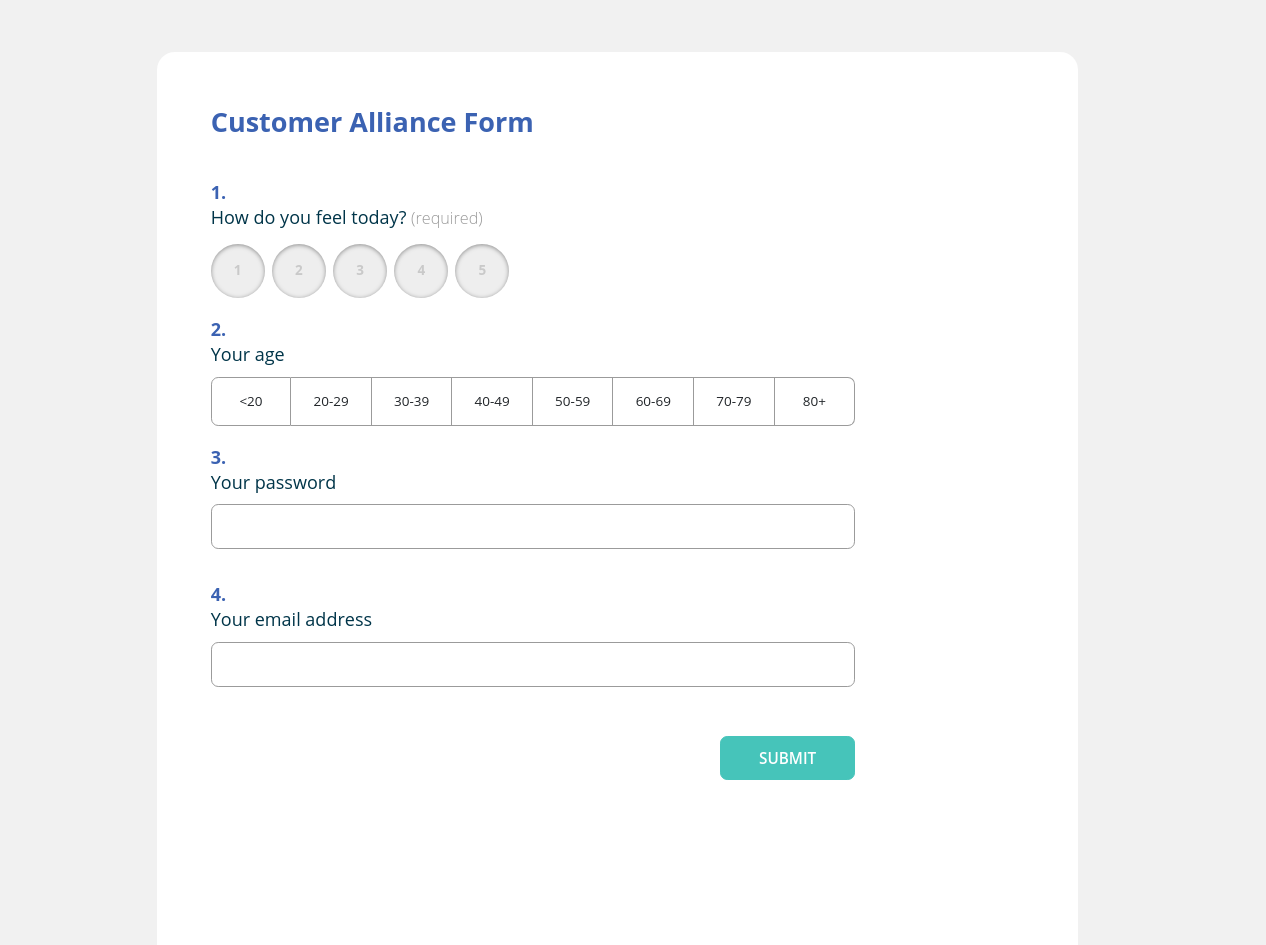 Customer Alliance Form
1.
How do you feel today? (required)
1 2 3 4 5
2.
Your age
<20 20-29 30-39 40-49 50-59 60-69 70-79 80+
3.
Your password
4.
Your email address
SUBMIT